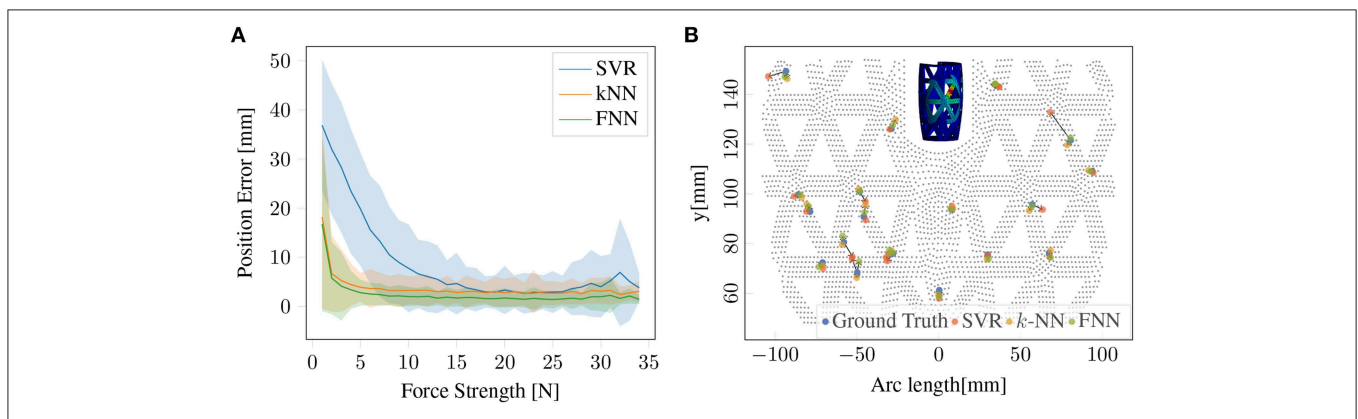 A
Position Error [mm]
50
40
30
20
10
0
SVR
kNN
FNN
0 5 10 15 20 25 30 35
Force Strength [N]
B
y[mm]
140
120
100
80
60
Ground Truth SVR k-NN FNN
−100 −50 0 50 100
Arc length[mm]